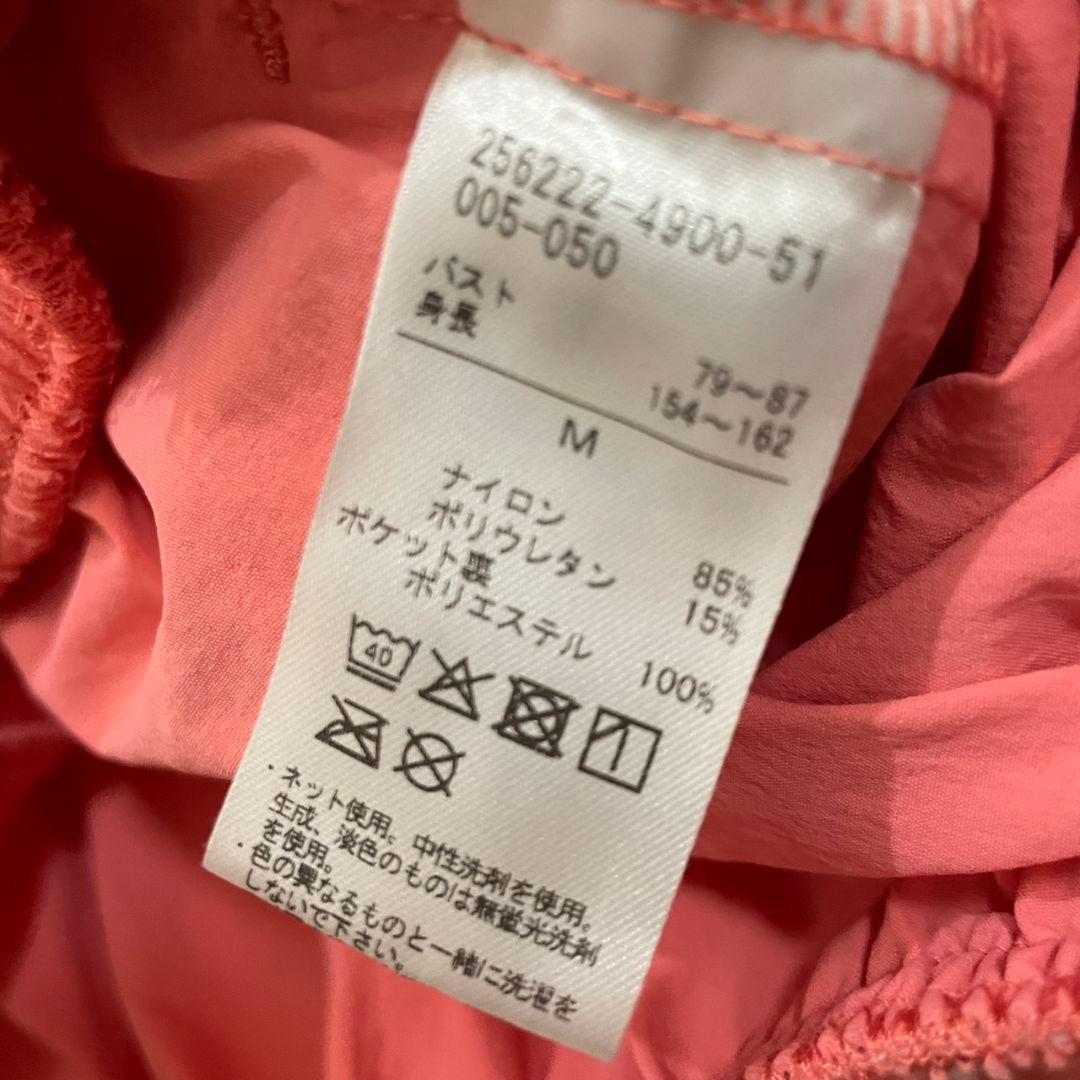 256222-4900-51
005-050
バスト 79～87
身長 154～162
M
ナイロン 85%
ポリウレタン 15%
ポケット裏
ポリエステル 100%
40
・ネット使用。中性洗剤を使用。
生成、淡色のものは無蛍光洗剤
を使用。
・色の異なるものと一緒に洗濯を
しないで下さい。